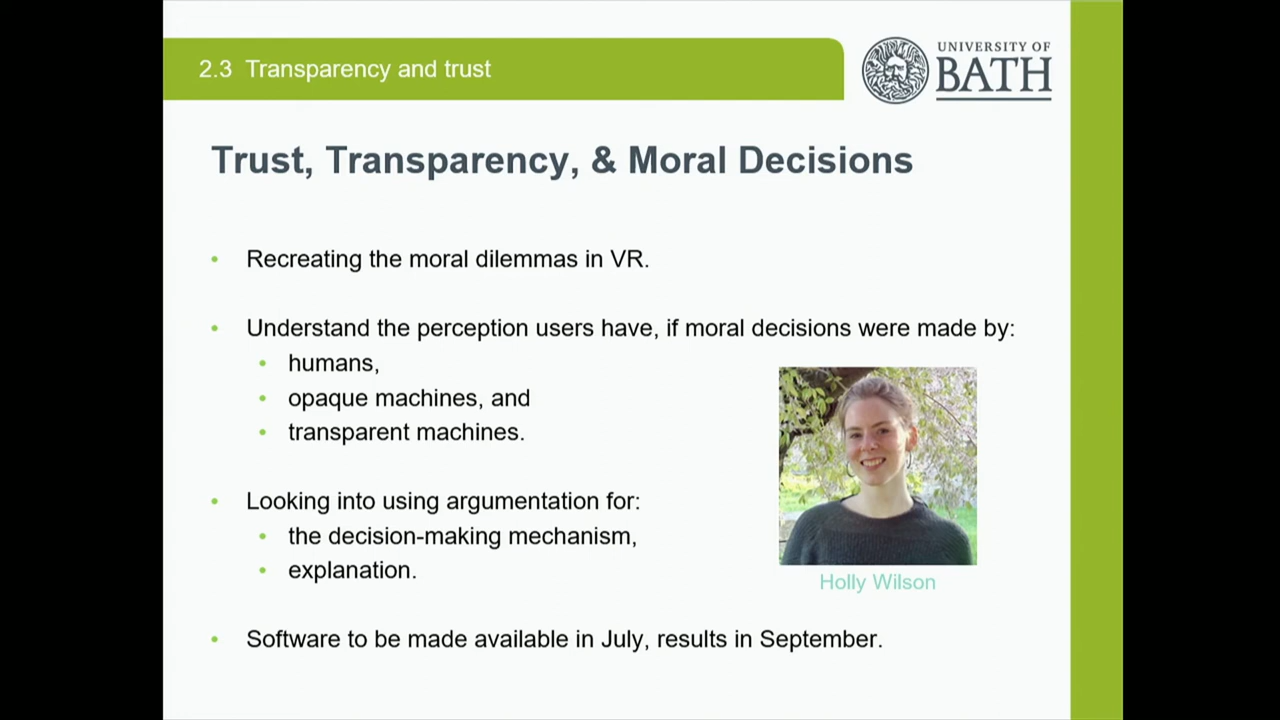 2.3 Transparency and trust
UNIVERSITY OF
BATH
Trust, Transparency, & Moral Decisions
• Recreating the moral dilemmas in VR.
• Understand the perception users have, if moral decisions were made by:
• humans,
• opaque machines, and
• transparent machines.
• Looking into using argumentation for:
• the decision-making mechanism,
• explanation.
Holly Wilson
• Software to be made available in July, results in September.